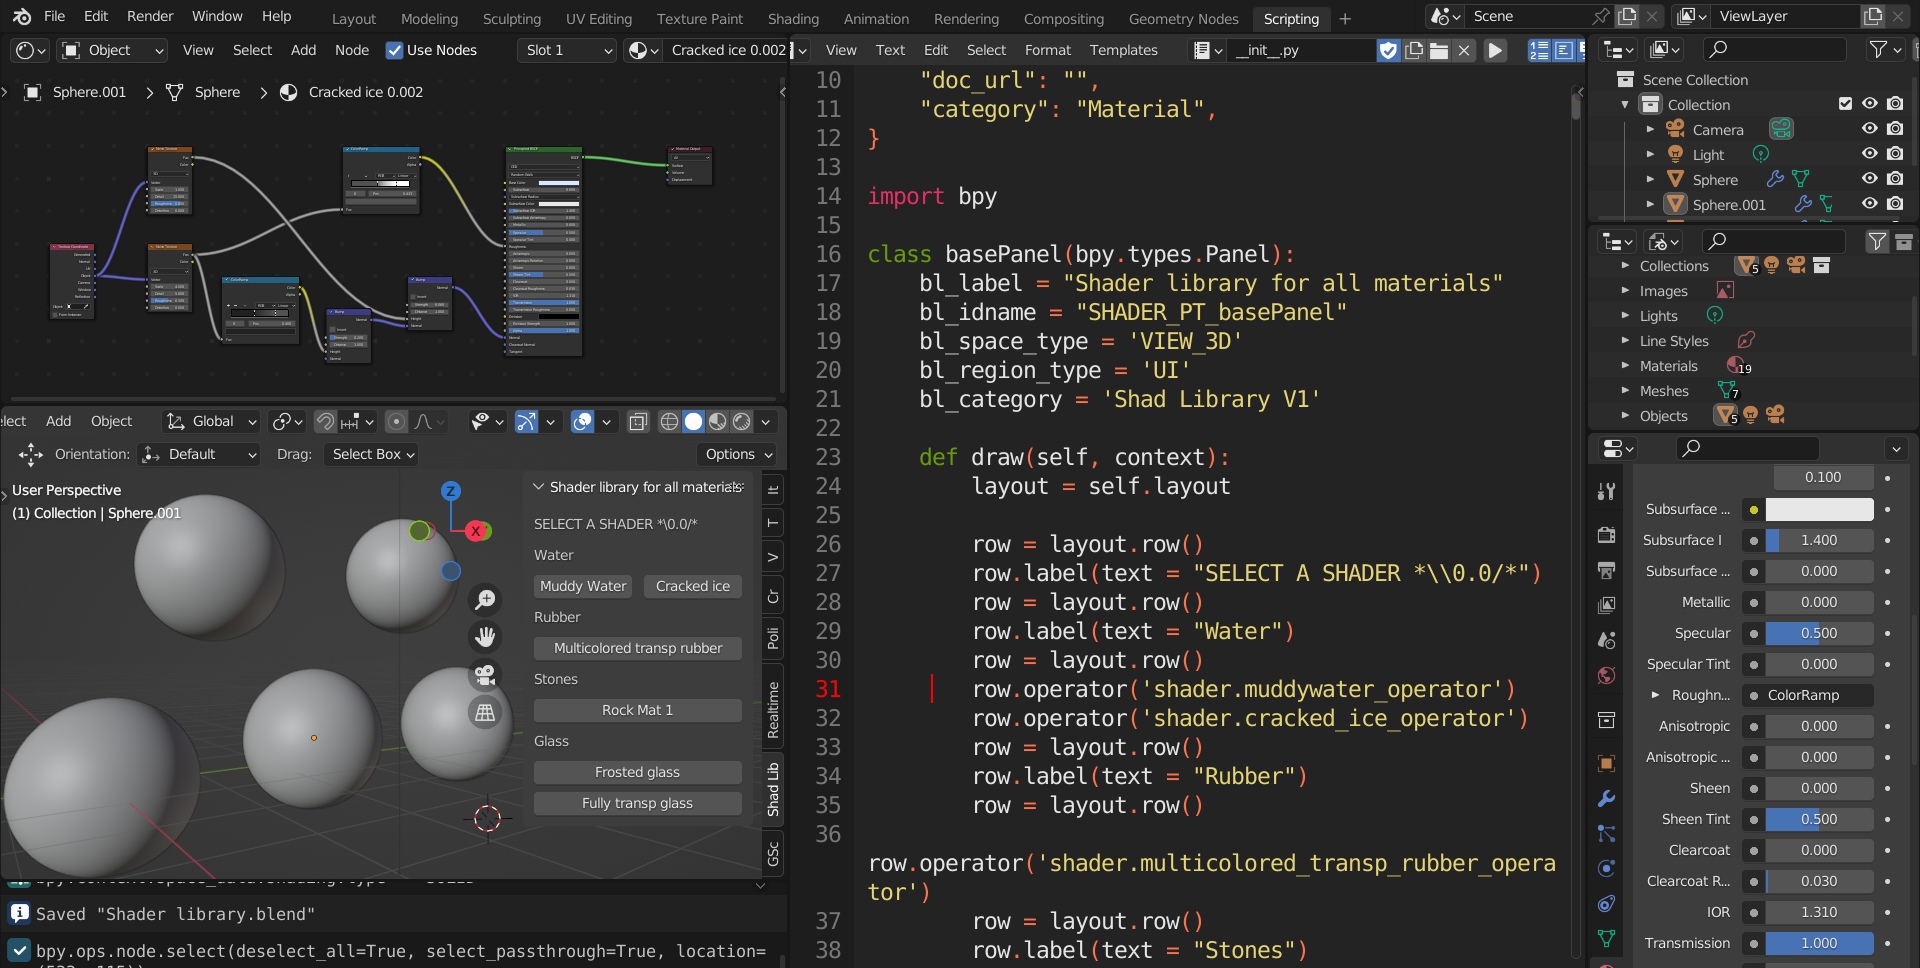 File Edit Render Window Help Layout Modeling Sculpting UV Editing Texture Paint Shading Animation Rendering Compositing Geometry Nodes Scripting + Scene ViewLayer
Object View Select Add Node Use Nodes Slot 1 Cracked ice 0.002
Sphere.001 > Sphere > Cracked ice 0.002
View Text Edit Select Format Templates __init__.py
10 "doc_url": "",
11 "category": "Material",
12 }
13
14 import bpy
15
16 class basePanel(bpy.types.Panel):
17 bl_label = "Shader library for all materials"
18 bl_idname = "SHADER_PT_basePanel"
19 bl_space_type = 'VIEW_3D'
20 bl_region_type = 'UI'
21 bl_category = 'Shad Library V1'
22
23 def draw(self, context):
24 layout = self.layout
25
26 row = layout.row()
27 row.label(text = "SELECT A SHADER *\\0.0/*")
28 row = layout.row()
29 row.label(text = "Water")
30 row = layout.row()
31 row.operator('shader.muddywater_operator')
32 row.operator('shader.cracked_ice_operator')
33 row = layout.row()
34 row.label(text = "Rubber")
35 row = layout.row()
36
row.operator('shader.multicolored_transp_rubber_opera
tor')
37 row = layout.row()
38 row.label(text = "Stones")
lect Add Object Global
Orientation: Default Drag: Select Box Options
User Perspective
(1) Collection | Sphere.001
Z
X
Shader library for all materials
SELECT A SHADER *\0.0/*
Water
Muddy Water Cracked ice
Rubber
Multicolored transp rubber
Stones
Rock Mat 1
Glass
Frosted glass
Fully transp glass
It
T
V
Cr
Poli
Realtime
Shad Lib
GSc
Saved "Shader library.blend"
bpy.ops.node.select(deselect_all=True, select_passthrough=True, location=
Scene Collection
Collection
Camera
Light
Sphere
Sphere.001
Collections 5
Images
Lights
Line Styles
Materials 19
Meshes 7
Objects 5
0.100
Subsurface ...
Subsurface I 1.400
Subsurface ... 0.000
Metallic 0.000
Specular 0.500
Specular Tint 0.000
Roughn... ColorRamp
Anisotropic 0.000
Anisotropic ... 0.000
Sheen 0.000
Sheen Tint 0.500
Clearcoat 0.000
Clearcoat R... 0.030
IOR 1.310
Transmission 1.000